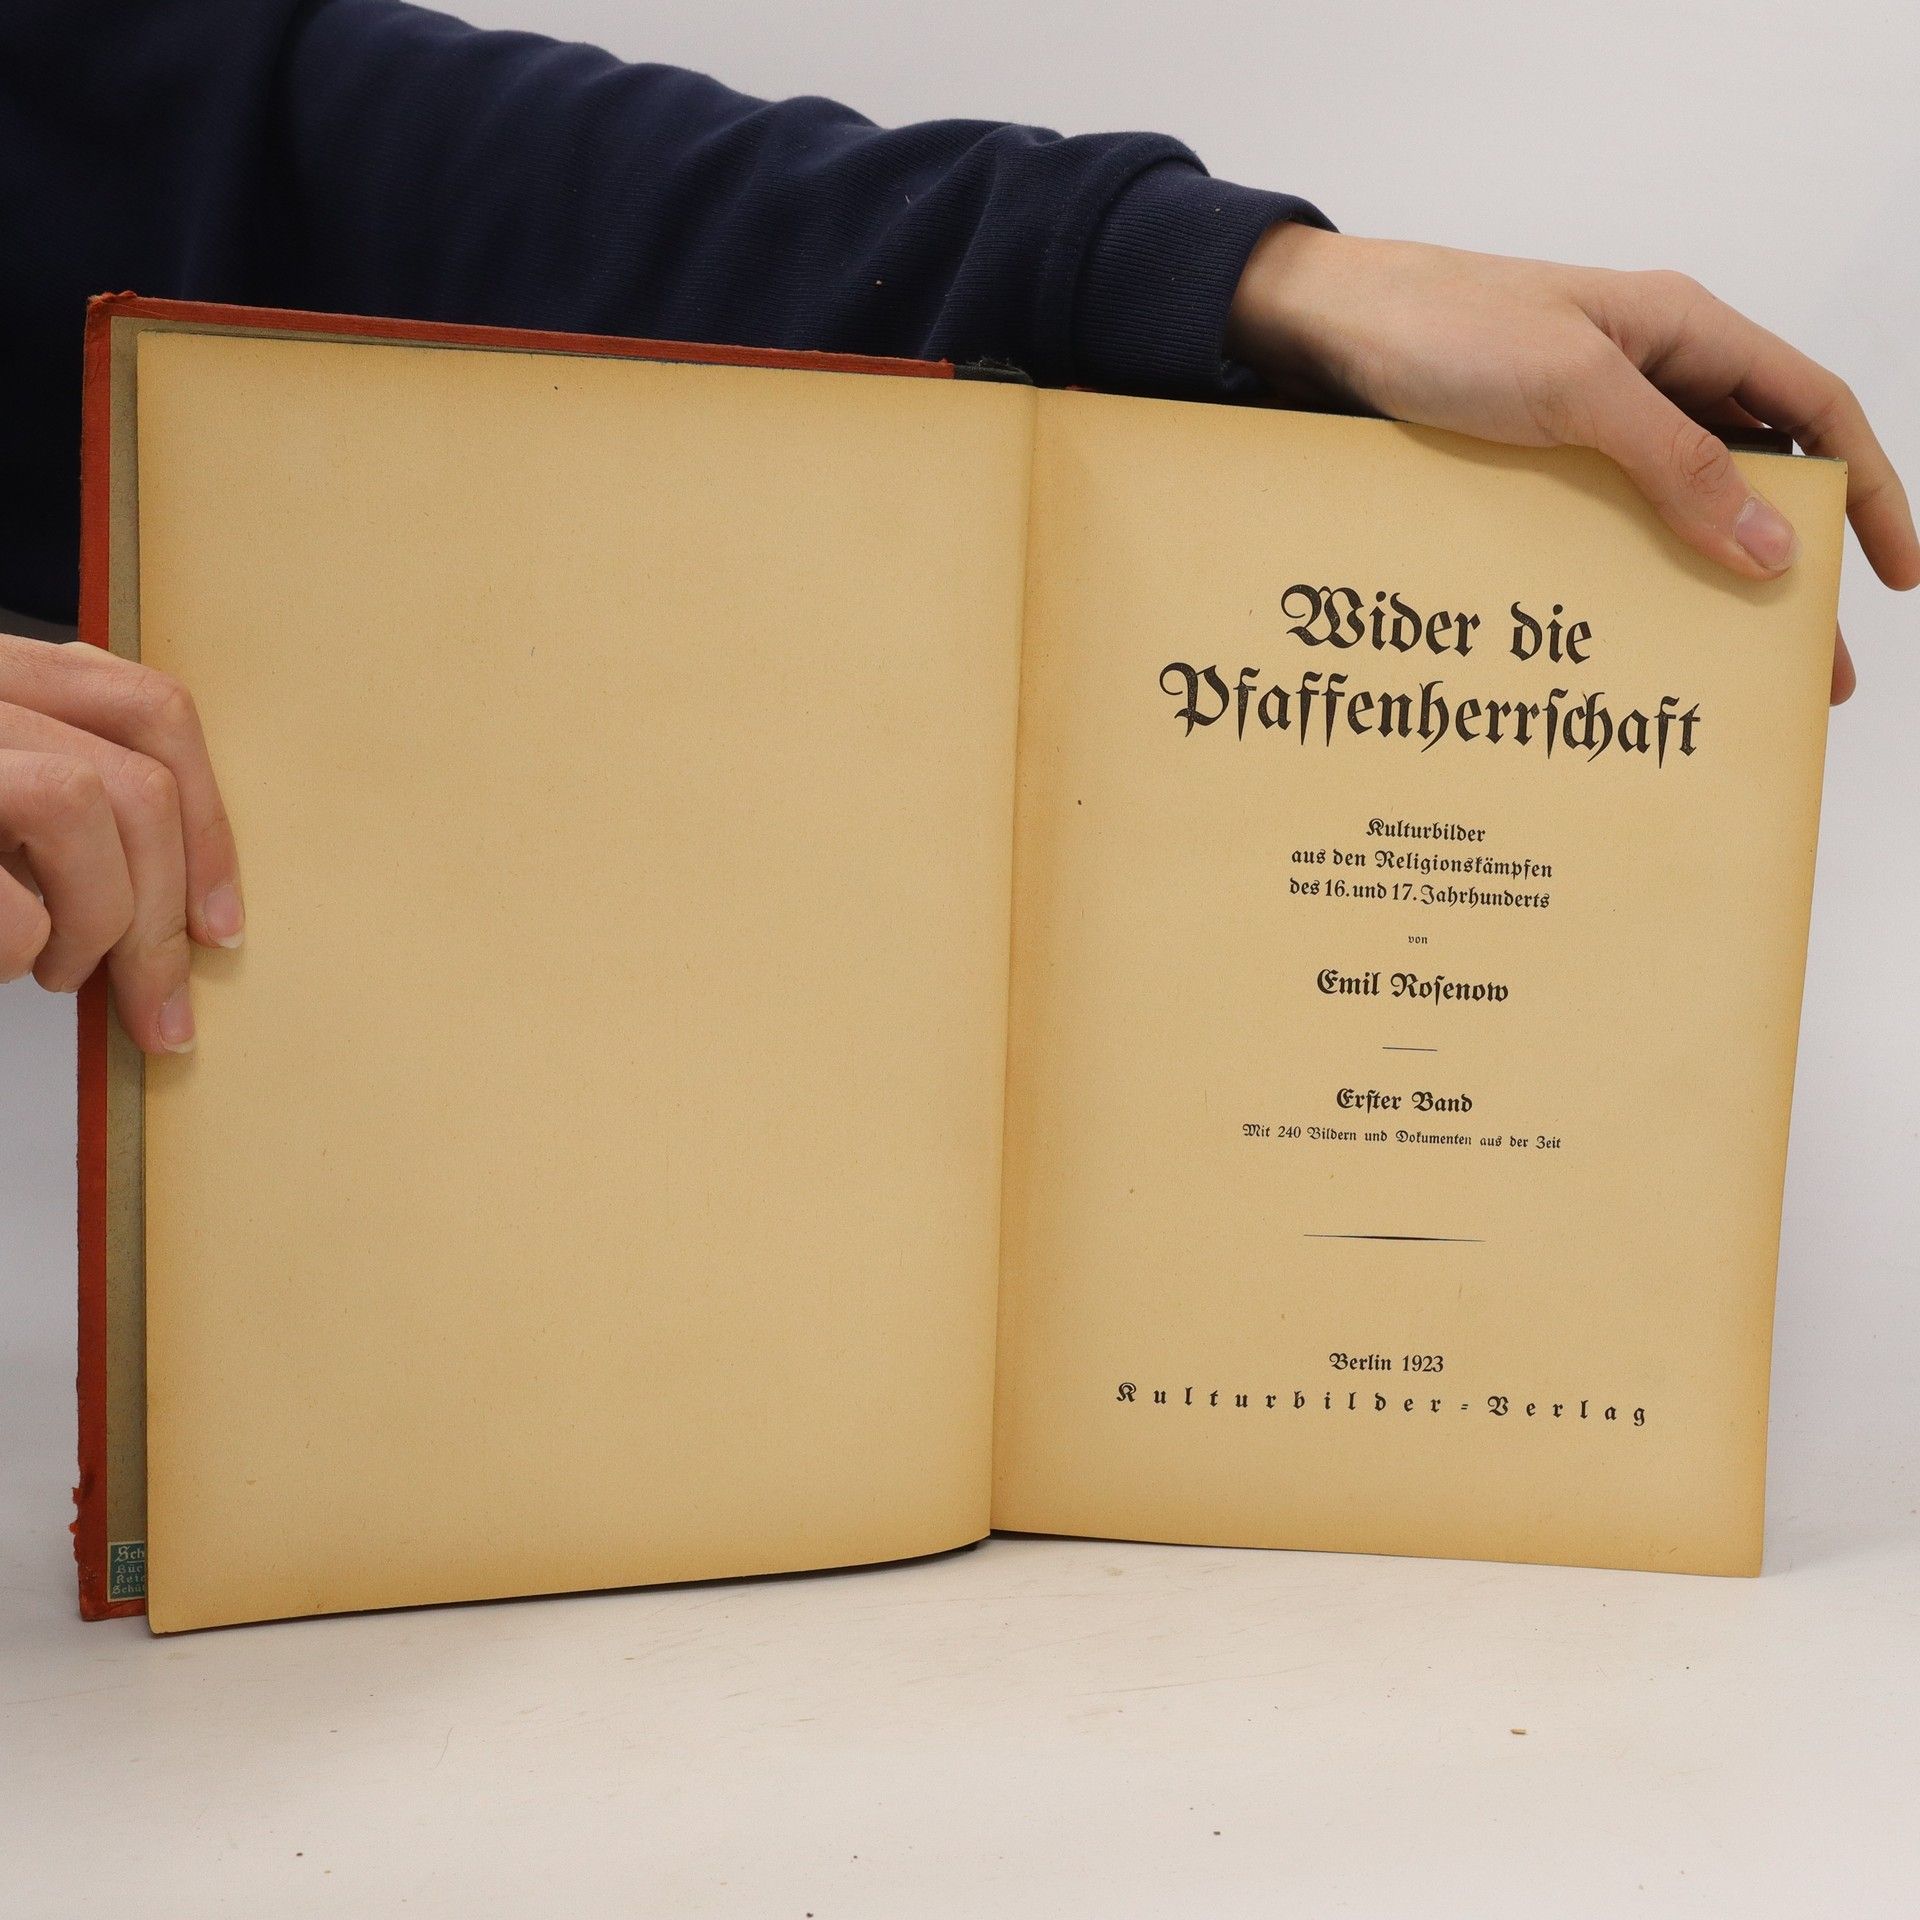 Wider die
Pfaffenherrſchaft
Kulturbilder
aus den Religionskämpfen
des 16. und 17. Jahrhunderts
von
Emil Roſenow
Erſter Band
Mit 240 Bildern und Dokumenten aus der Zeit
Berlin 1923
Kulturbilder-Verlag